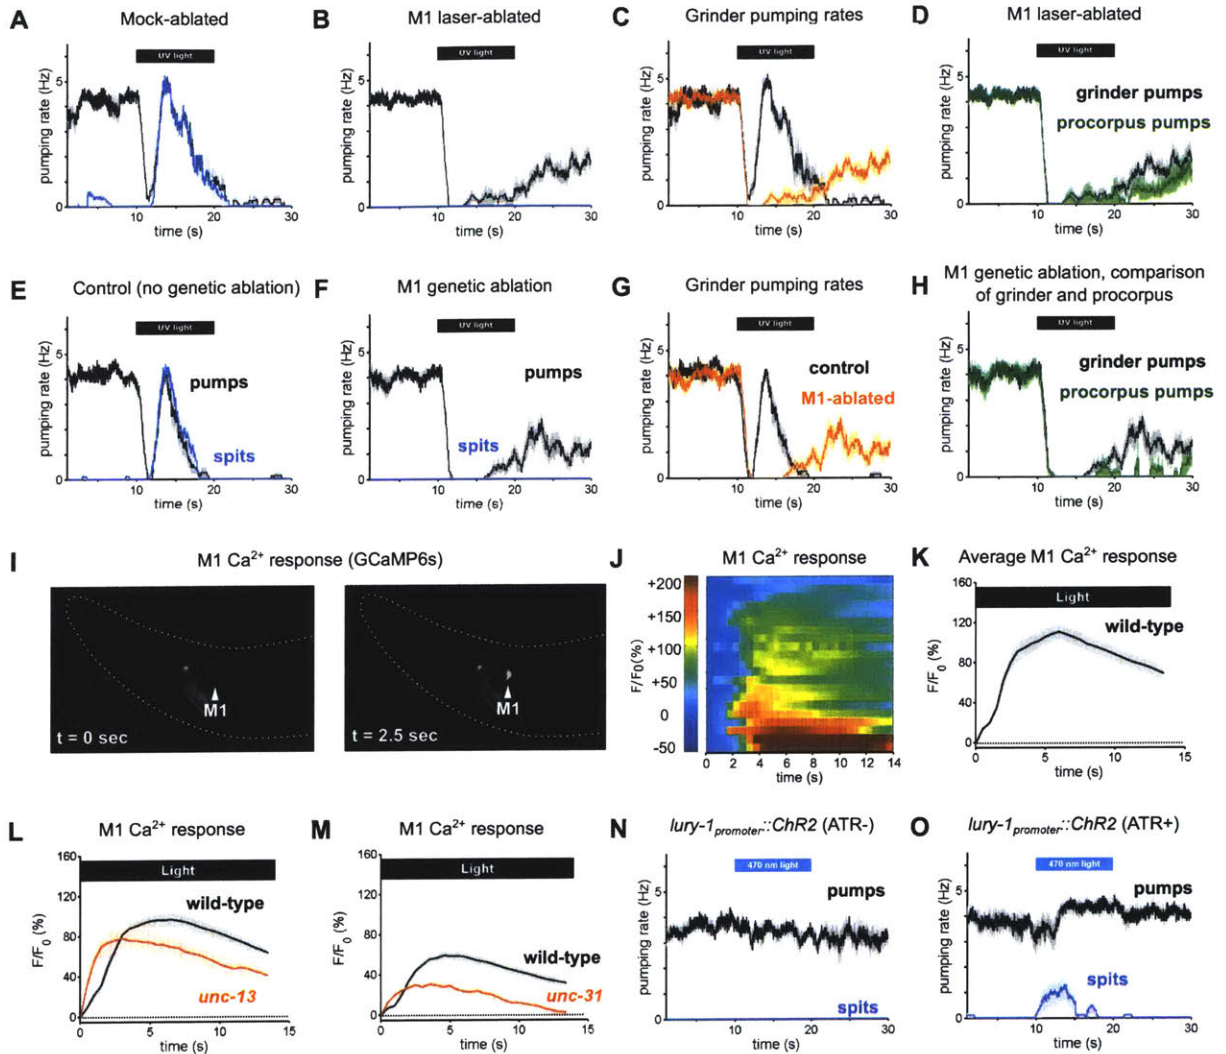 A
Mock-ablated
UV light
pumping rate (Hz)
5
0
0
10
20
30
time (s)
B
M1 laser-ablated
UV light
pumping rate (Hz)
5
0
0
10
20
30
time (s)
C
Grinder pumping rates
UV light
pumping rate (Hz)
5
0
0
10
20
30
time (s)
D
M1 laser-ablated
UV light
grinder pumps
procorpus pumps
pumping rate (Hz)
5
0
0
10
20
30
time (s)
E
Control (no genetic ablation)
UV light
pumps
spits
pumping rate (Hz)
5
0
0
10
20
30
time (s)
F
M1 genetic ablation
UV light
pumps
spits
pumping rate (Hz)
5
0
0
10
20
30
time (s)
G
Grinder pumping rates
UV light
control
M1-ablated
pumping rate (Hz)
5
0
0
10
20
30
time (s)
H
M1 genetic ablation, comparison
of grinder and procorpus
UV light
grinder pumps
procorpus pumps
pumping rate (Hz)
5
0
0
10
20
30
time (s)
I
M1 Ca²⁺ response (GCaMP6s)
M1
t = 0 sec
M1
t = 2.5 sec
J
M1 Ca²⁺ response
F/F₀(%)
+200
+150
+100
+50
0
-50
0
2
4
6
8
10
12
14
time (s)
K
Average M1 Ca²⁺ response
Light
wild-type
F/F₀ (%)
160
120
80
40
0
0
5
10
15
time (s)
L
M1 Ca²⁺ response
Light
wild-type
unc-13
F/F₀ (%)
160
120
80
40
0
0
5
10
15
time (s)
M
M1 Ca²⁺ response
Light
wild-type
unc-31
F/F₀ (%)
160
120
80
40
0
0
5
10
15
time (s)
N
lury-1promoter::ChR2 (ATR-)
470 nm light
pumps
spits
pumping rate (Hz)
5
0
0
10
20
30
time (s)
O
lury-1promoter::ChR2 (ATR+)
470 nm light
pumps
spits
pumping rate (Hz)
5
0
0
10
20
30
time (s)